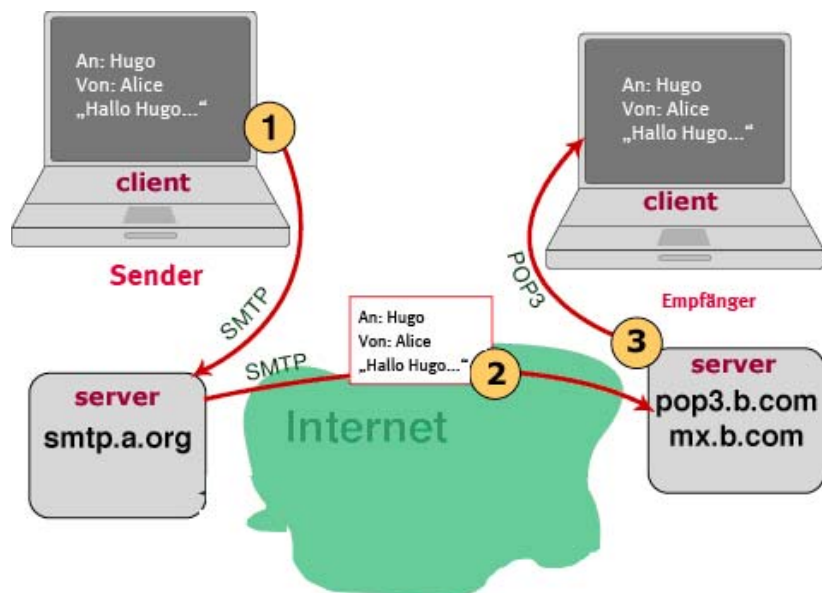 An: Hugo
Von: Alice
„Hallo Hugo...“
1
client
Sender
SMTP
server
smtp.a.org
SMTP
An: Hugo
Von: Alice
„Hallo Hugo...“
2
Internet
An: Hugo
Von: Alice
„Hallo Hugo...“
client
POP3
Empfänger
3
server
pop3.b.com
mx.b.com